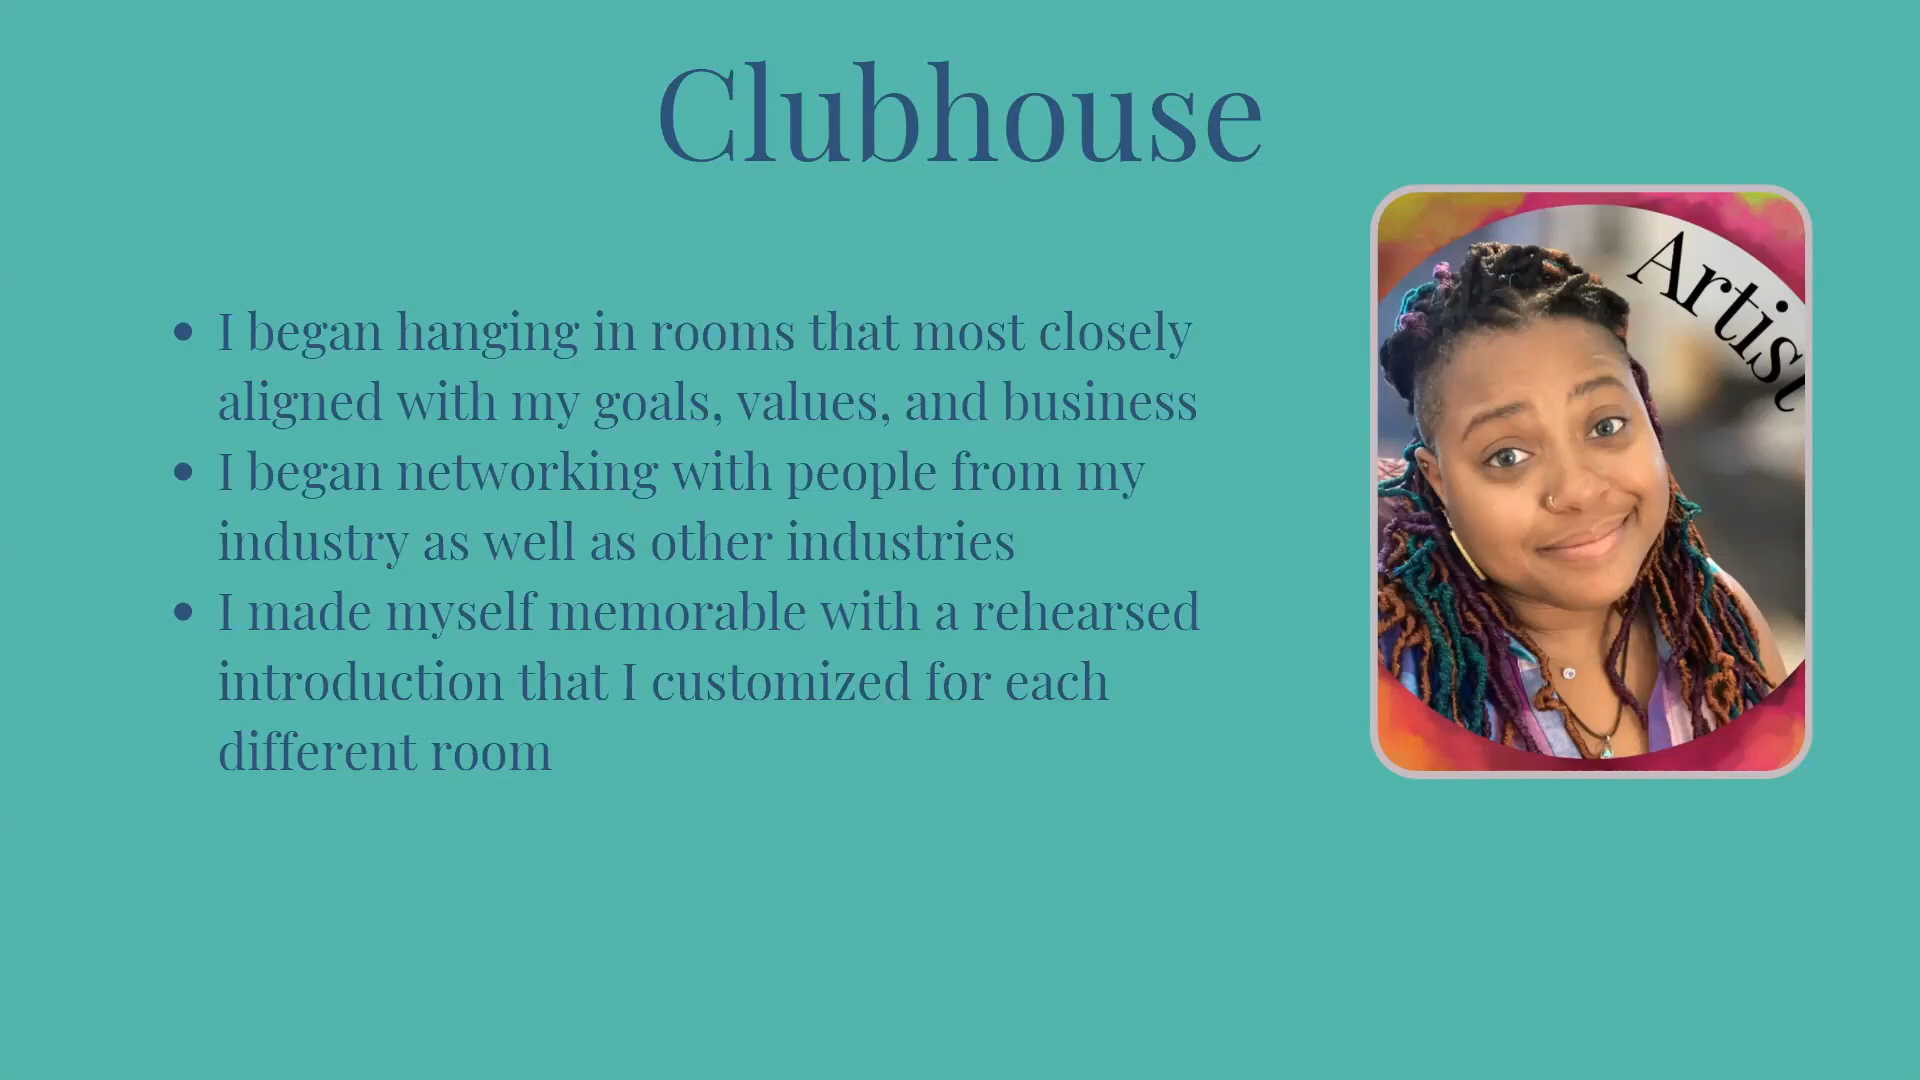 Clubhouse
Artist
• I began hanging in rooms that most closely
aligned with my goals, values, and business
• I began networking with people from my
industry as well as other industries
• I made myself memorable with a rehearsed
introduction that I customized for each
different room